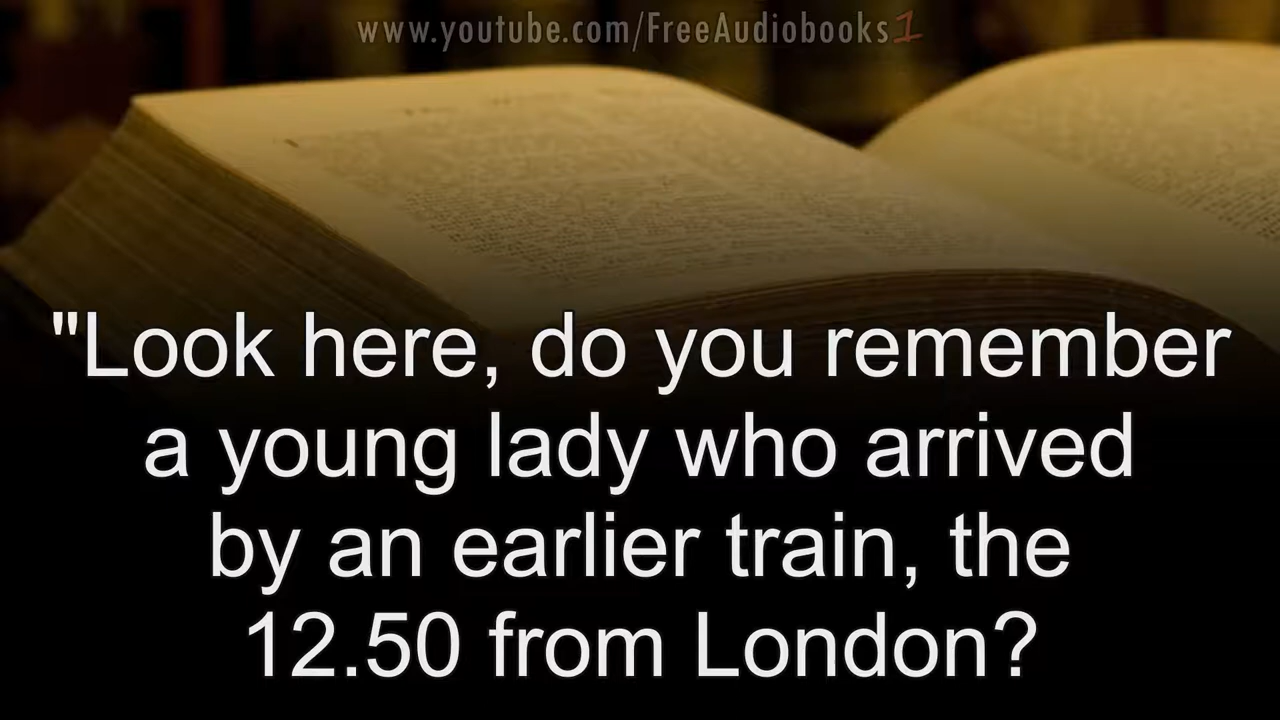 www.youtube.com/FreeAudiobooks1
"Look here, do you remember
a young lady who arrived
by an earlier train, the
12.50 from London?